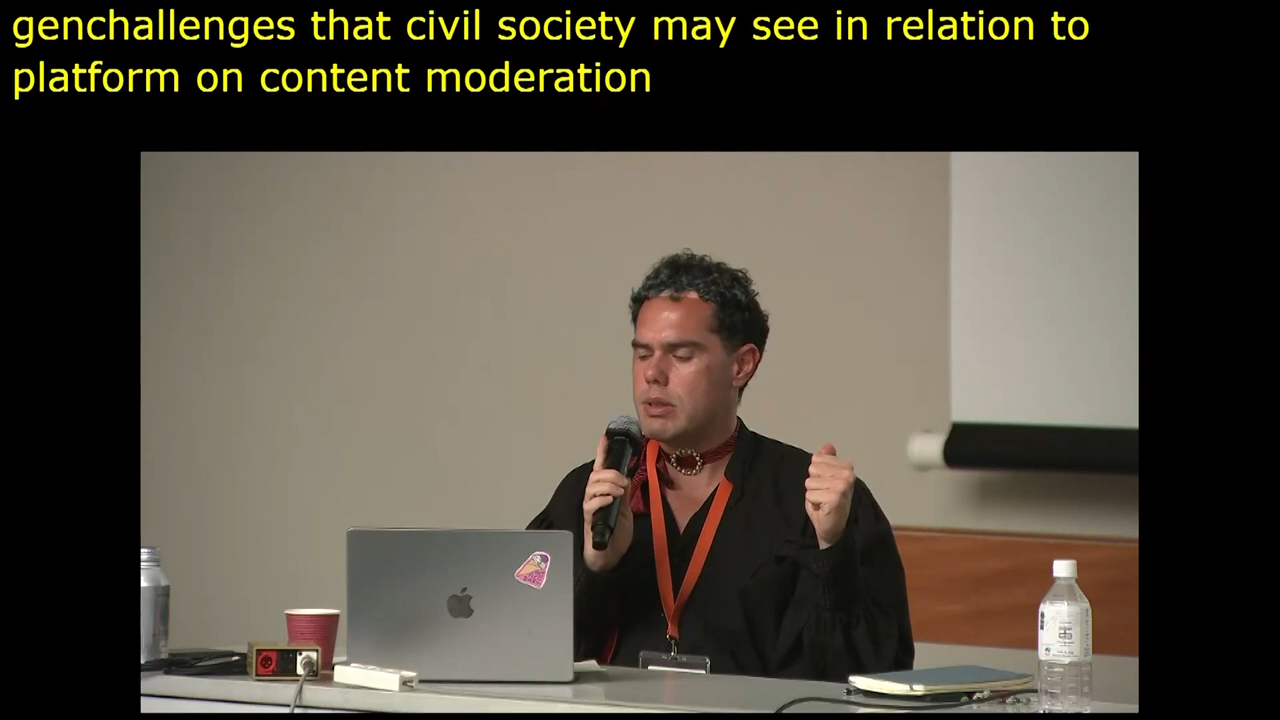 genchallenges that civil society may see in relation to
platform on content moderation